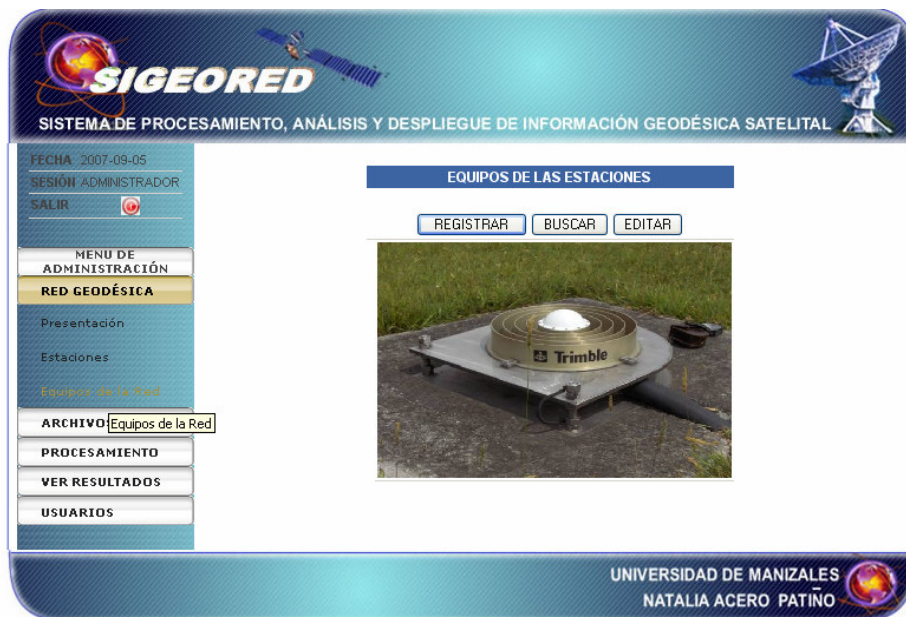 SIGEORED
SISTEMA DE PROCESAMIENTO, ANÁLISIS Y DESPLIEGUE DE INFORMACIÓN GEODÉSICA SATELITAL
FECHA 2007-09-05
SESIÓN ADMINISTRADOR
SALIR
MENU DE
ADMINISTRACIÓN
RED GEODÉSICA
Presentación
Estaciones
Equipos de la Red
ARCHIVOS
Equipos de la Red
PROCESAMIENTO
VER RESULTADOS
USUARIOS
EQUIPOS DE LAS ESTACIONES
REGISTRAR BUSCAR EDITAR
Trimble
UNIVERSIDAD DE MANIZALES
NATALIA ACERO PATIÑO